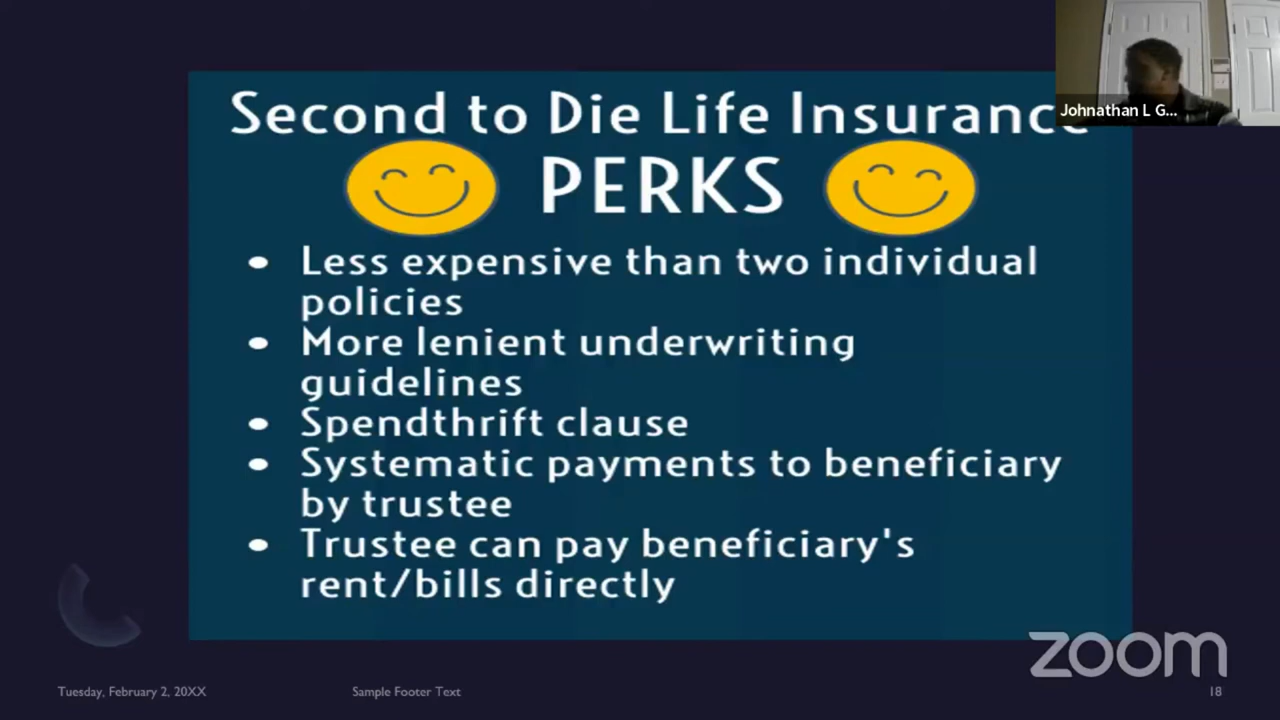 Second to Die Life Insurance
PERKS
• Less expensive than two individual
policies
• More lenient underwriting
guidelines
• Spendthrift clause
• Systematic payments to beneficiary
by trustee
• Trustee can pay beneficiary's
rent/bills directly
Johnathan L G...
zoom
Tuesday, February 2, 20XX
Sample Footer Text
18